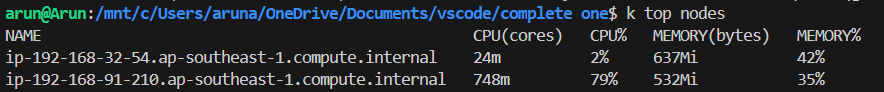 arun@Arun:/mnt/c/Users/aruna/OneDrive/Documents/vscode/complete one$ k top nodes
NAME CPU(cores) CPU% MEMORY(bytes) MEMORY%
ip-192-168-32-54.ap-southeast-1.compute.internal 24m 2% 637Mi 42%
ip-192-168-91-210.ap-southeast-1.compute.internal 748m 79% 532Mi 35%